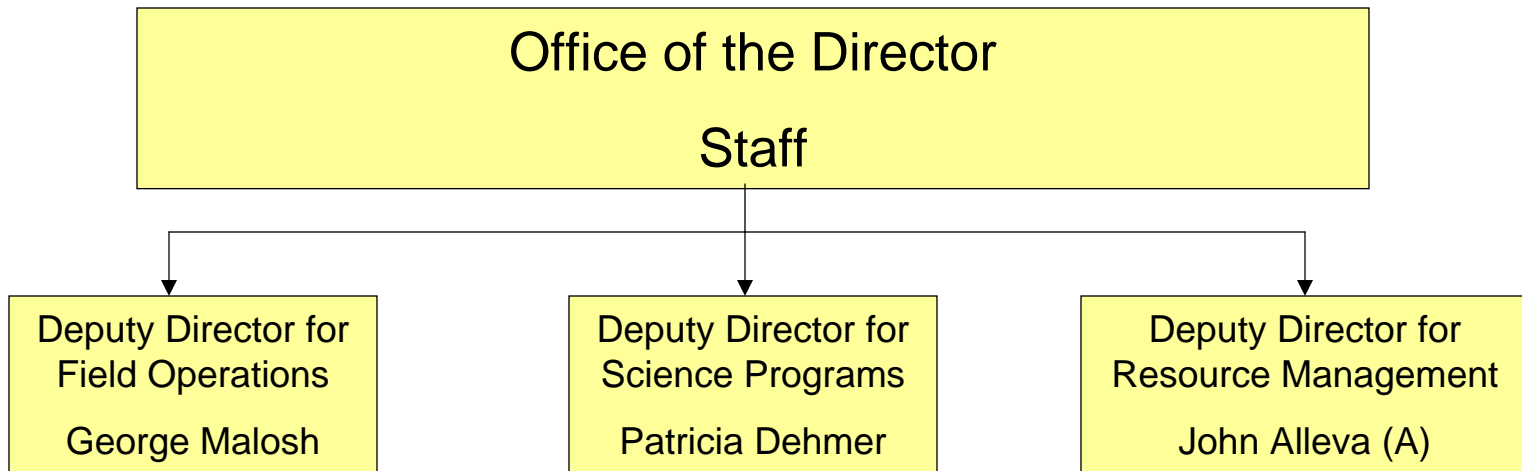 Office of the Director
Staff
Deputy Director for
Field Operations
George Malosh
Deputy Director for
Science Programs
Patricia Dehmer
Deputy Director for
Resource Management
John Alleva (A)